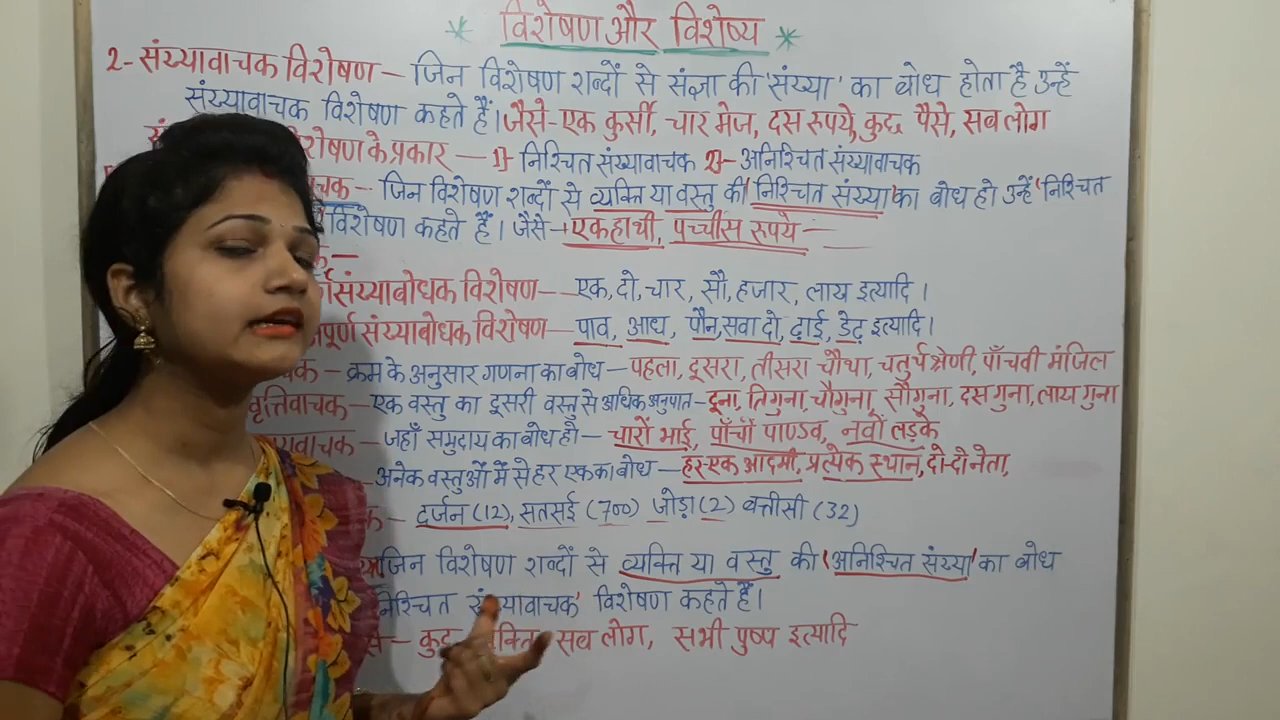 विशेषण और विशेष्य
2- संख्यावाचक विशेषण – जिन विशेषण शब्दों से संज्ञा की 'संख्या' का बोध होता है उन्हें
संख्यावाचक विशेषण कहते हैं। जैसे- एक कुर्सी, चार मेज, दस रूपये, कुछ पैसे, सब लोग
के प्रकार – 1)- निश्चित संख्यावाचक 2)- अनिश्चित संख्यावाचक
वाचक – जिन विशेषण शब्दों से व्यक्ति या वस्तु की 'निश्चित संख्या' का बोध हो उन्हें 'निश्चित
विशेषण कहते हैं। जैसे- एक हाथी, पच्चीस रूपये –
संख्याबोधक विशेषण – एक, दो, चार, सौ, हजार, लाख इत्यादि।
पूर्ण संख्याबोधक विशेषण – पाव, आध, पौन, सवा दो, ढ़ाई, डेढ़ इत्यादि।
क्रम के अनुसार गणना का बोध – पहला, दूसरा, तीसरा चौथा, चतुर्थ श्रेणी, पाँचवी मंजिल
वृत्तिवाचक – एक वस्तु का दूसरी वस्तु से अधिक अनुपात – दूना, तिगुना, चौगुना, सौगुना, दस गुना, लाख गुना
वाचक – जहाँ समुदाय का बोध हो – चारों भाई, पाँचों पाण्डव, नवों लड़के
अनेक वस्तुओं में से हर एक का बोध – हर-एक आदमी, प्रत्येक स्थान, दो-दो नेता,
– दर्जन (12), सतसई (700) जोड़ा (2) बत्तीसी (32)
जिन विशेषण शब्दों से व्यक्ति या वस्तु की 'अनिश्चित संख्या' का बोध
निश्चित संख्यावाचक' विशेषण कहते हैं।
– कुछ सब लोग, सभी पुष्प इत्यादि